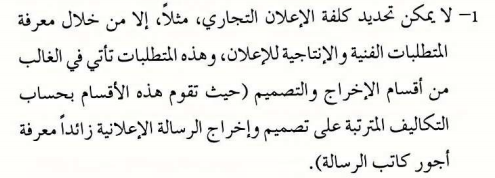 1– لا يمكن تحديد كلفة الإعلان التجاري، مثلاً، إلا من خلال معرفة
المتطلبات الفنية والإنتاجية للإعلان، وهذه المتطلبات تأتي في الغالب
من أقسام الإخراج والتصميم (حيث تقوم هذه الأقسام بحساب
التكاليف المترتبة على تصميم وإخراج الرسالة الإعلانية زائداً معرفة
أجور كاتب الرسالة).